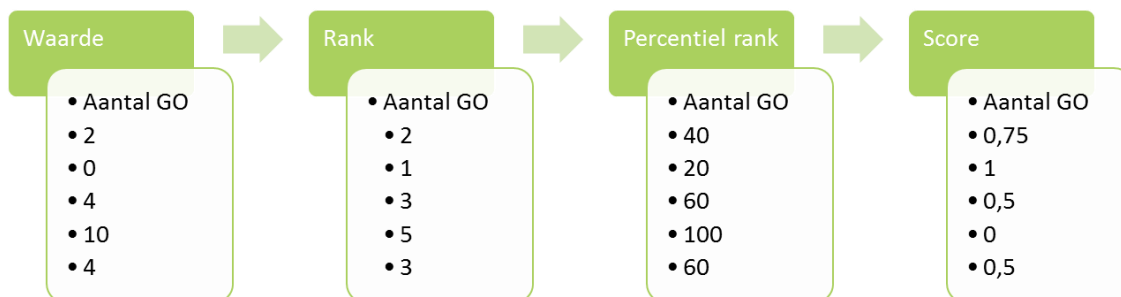 Waarde
• Aantal GO
• 2
• 0
• 4
• 10
• 4
Rank
• Aantal GO
• 2
• 1
• 3
• 5
• 3
Percentiel rank
• Aantal GO
• 40
• 20
• 60
• 100
• 60
Score
• Aantal GO
• 0,75
• 1
• 0,5
• 0
• 0,5